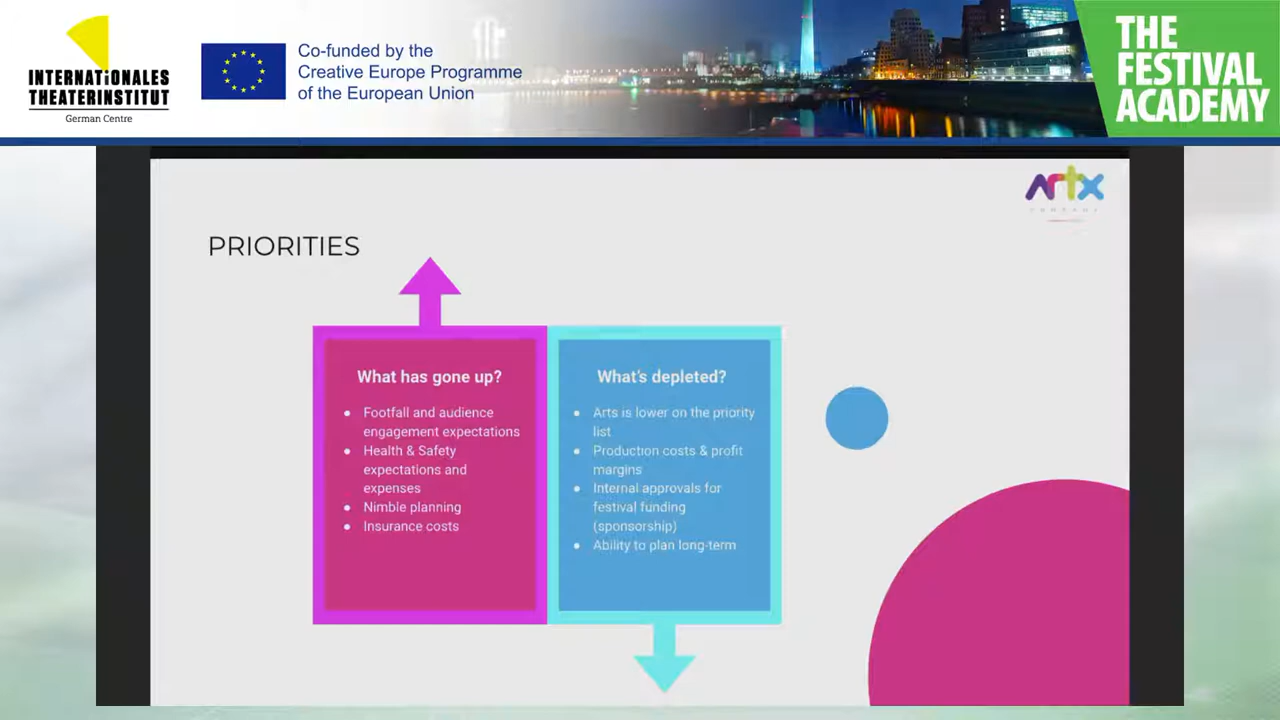 INTERNATiONALES
THEATERINSTITUT
German Centre
Co-funded by the
Creative Europe Programme
of the European Union
THE
FESTIVAL
ACADEMY
artx
COMPANY
PRIORITIES
What has gone up?
● Footfall and audience
engagement expectations
● Health & Safety
expectations and
expenses
● Nimble planning
● Insurance costs
What's depleted?
● Arts is lower on the priority
list
● Production costs & profit
margins
● Internal approvals for
festival funding
(sponsorship)
● Ability to plan long-term